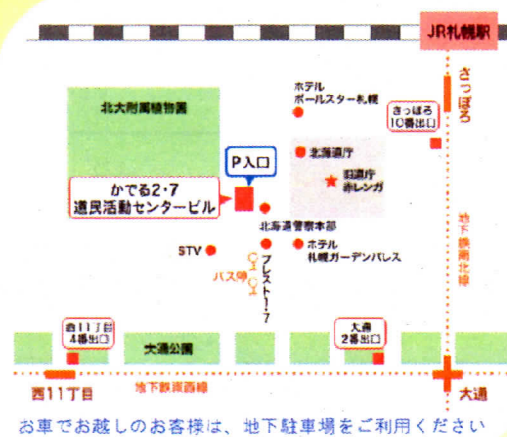 JR札幌駅
さっぽろ
ホテル
ポールスター札幌
さっぽろ
10番出口
北大附属植物園
P入口
北海道庁
旧道庁
赤レンガ
かでる2・7
道民活動センタービル
北海道警察本部
地下鉄南北線
STV
バス停
プレスト1・7
ホテル
札幌ガーデンパレス
西11丁目
4番出口
大通公園
大通
2番出口
西11丁目
地下鉄東西線
大通
お車でお越しのお客様は、地下駐車場をご利用ください